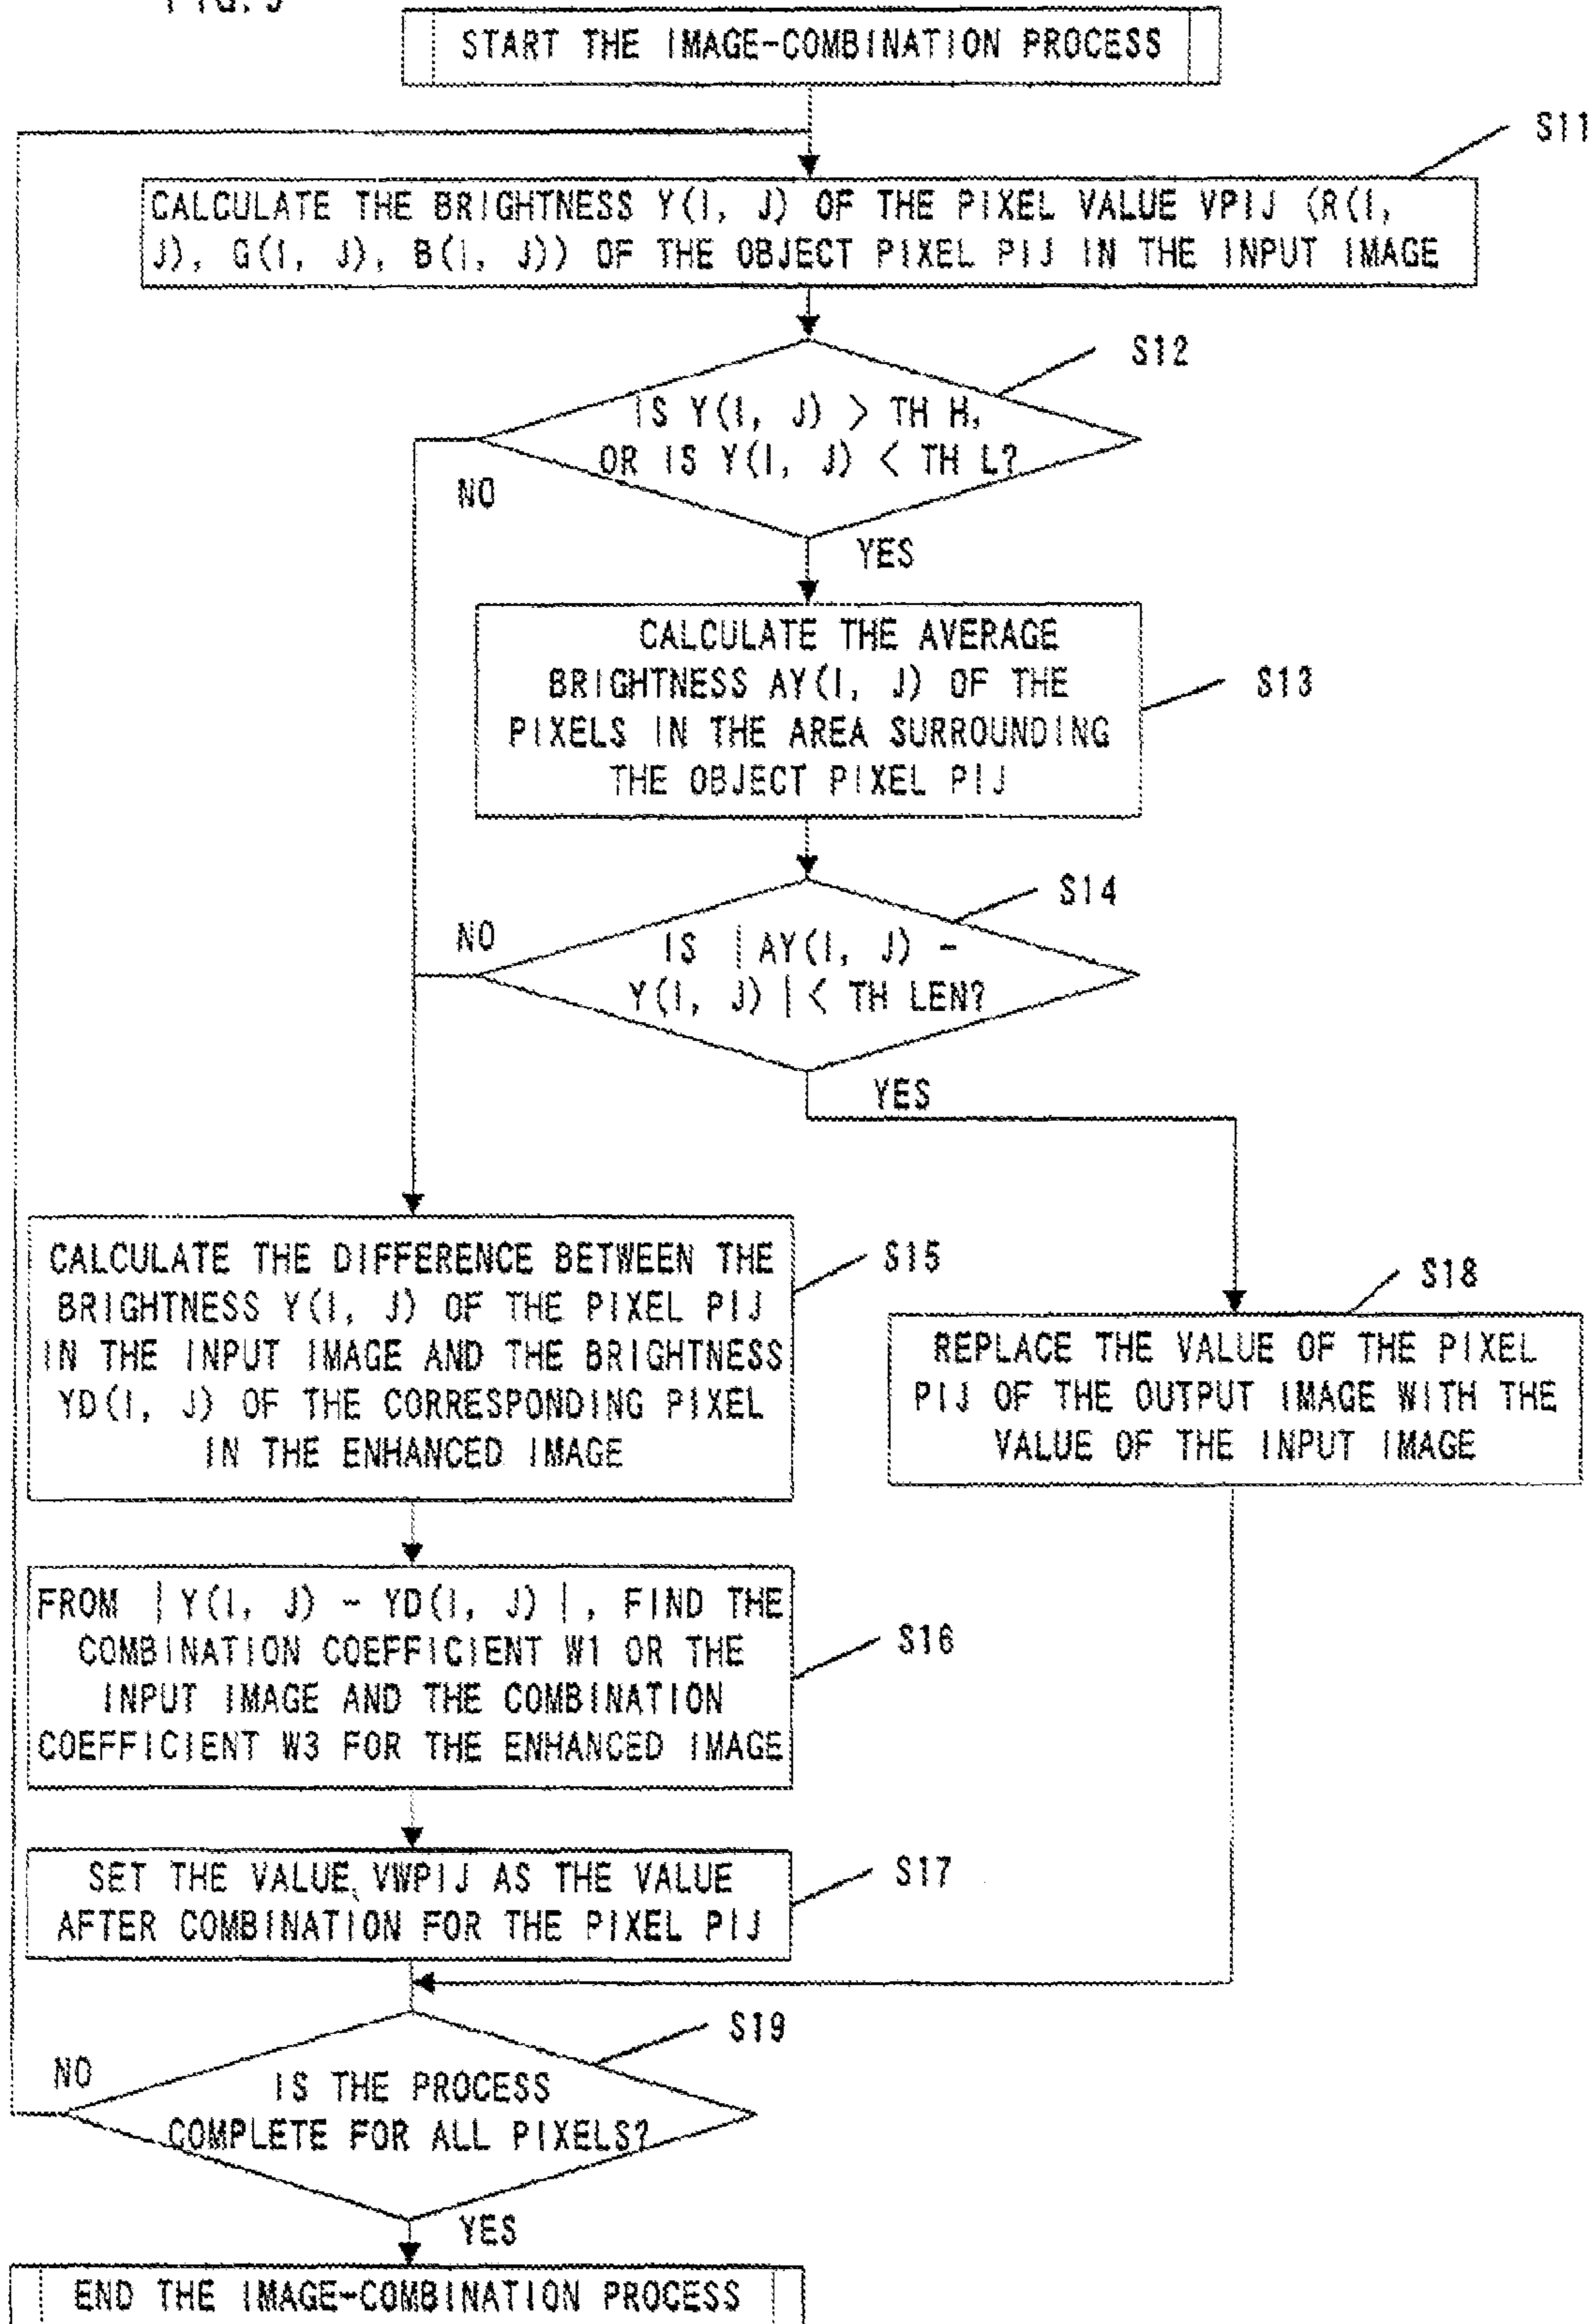 START THE IMAGE-COMBINATION PROCESS
S11
CALCULATE THE BRIGHTNESS Y(I, J) OF THE PIXEL VALUE VPIJ (R(I,
J), G(I, J), B(I, J)) OF THE OBJECT PIXEL PIJ IN THE INPUT IMAGE
S12
IS Y(I, J) > TH H,
OR IS Y(I, J) < TH L?
NO
YES
CALCULATE THE AVERAGE
BRIGHTNESS AY(I, J) OF THE
PIXELS IN THE AREA SURROUNDING
THE OBJECT PIXEL PIJ
S13
S14
NO
IS |AY(I, J) -
Y(I, J)| < TH LEN?
YES
CALCULATE THE DIFFERENCE BETWEEN THE
BRIGHTNESS Y(I, J) OF THE PIXEL PIJ
IN THE INPUT IMAGE AND THE BRIGHTNESS
YD(I, J) OF THE CORRESPONDING PIXEL
IN THE ENHANCED IMAGE
S15
S18
REPLACE THE VALUE OF THE PIXEL
PIJ OF THE OUTPUT IMAGE WITH THE
VALUE OF THE INPUT IMAGE
FROM |Y(I, J) - YD(I, J)|, FIND THE
COMBINATION COEFFICIENT W1 OR THE
INPUT IMAGE AND THE COMBINATION
COEFFICIENT W3 FOR THE ENHANCED IMAGE
S16
SET THE VALUE VWPIJ AS THE VALUE
AFTER COMBINATION FOR THE PIXEL PIJ
S17
S19
NO
IS THE PROCESS
COMPLETE FOR ALL PIXELS?
YES
END THE IMAGE-COMBINATION PROCESS